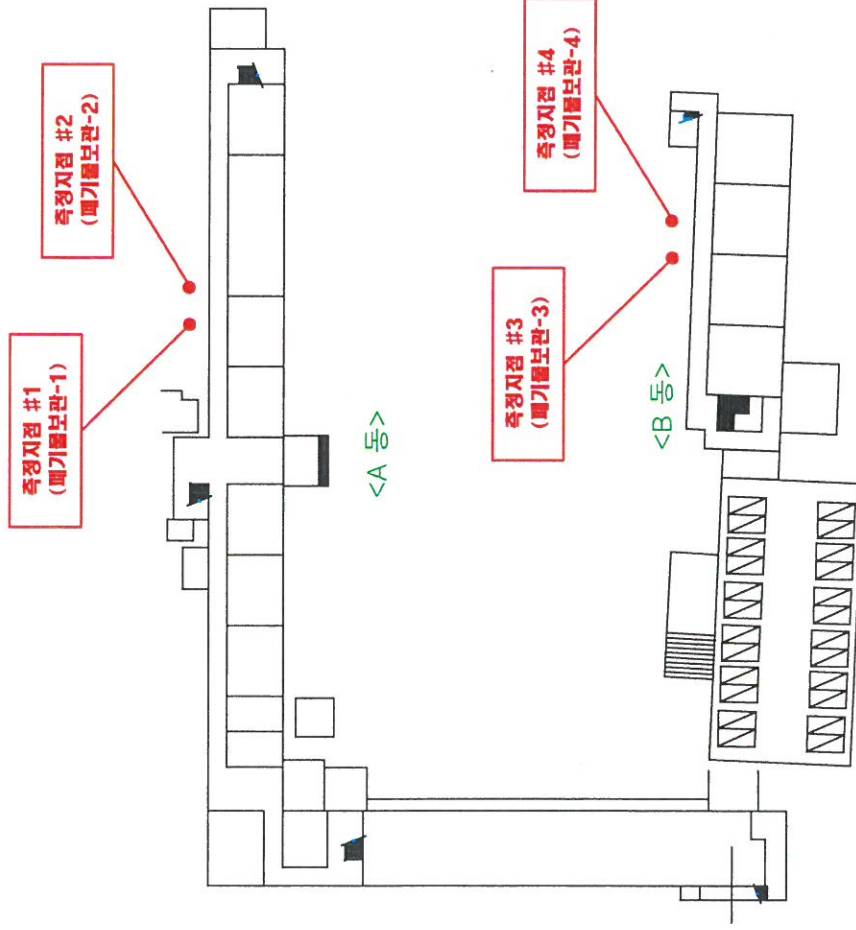 측정지점 #1
(폐기물보관-1)
측정지점 #2
(폐기물보관-2)
<A 동>
측정지점 #3
(폐기물보관-3)
측정지점 #4
(폐기물보관-4)
<B 동>